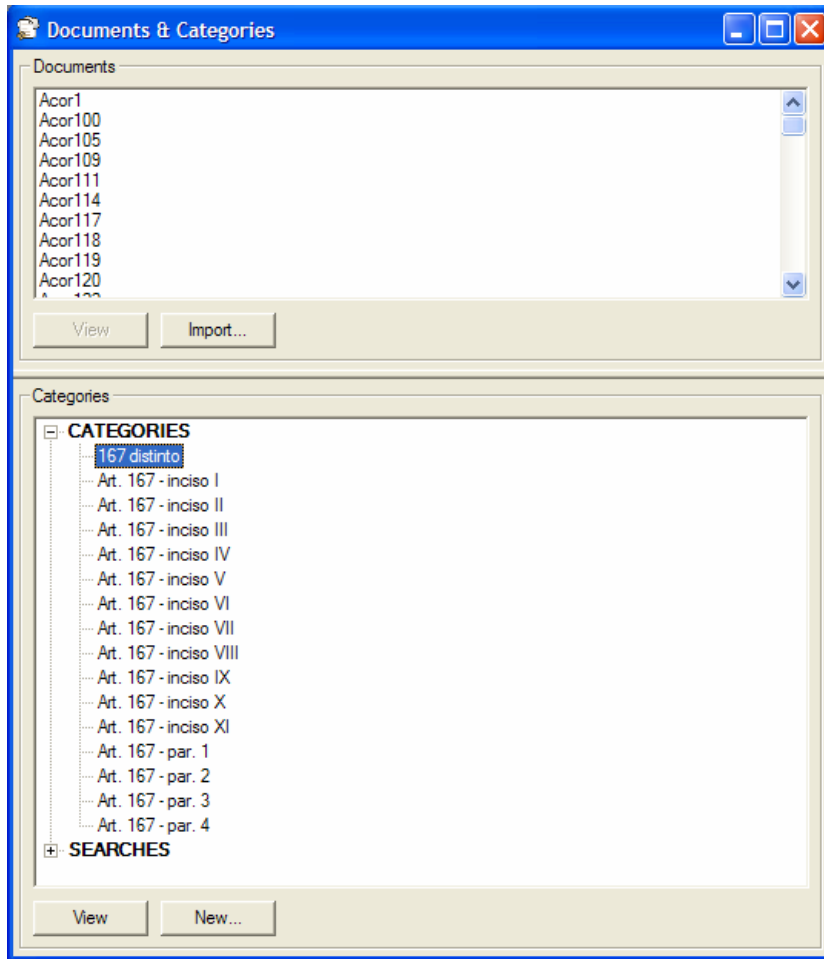 Documents & Categories
Documents
Acor1
Acor100
Acor105
Acor109
Acor111
Acor114
Acor117
Acor118
Acor119
Acor120
View Import...
Categories
CATEGORIES
167 distinto
Art. 167 - inciso I
Art. 167 - inciso II
Art. 167 - inciso III
Art. 167 - inciso IV
Art. 167 - inciso V
Art. 167 - inciso VI
Art. 167 - inciso VII
Art. 167 - inciso VIII
Art. 167 - inciso IX
Art. 167 - inciso X
Art. 167 - inciso XI
Art. 167 - par. 1
Art. 167 - par. 2
Art. 167 - par. 3
Art. 167 - par. 4
SEARCHES
View New...